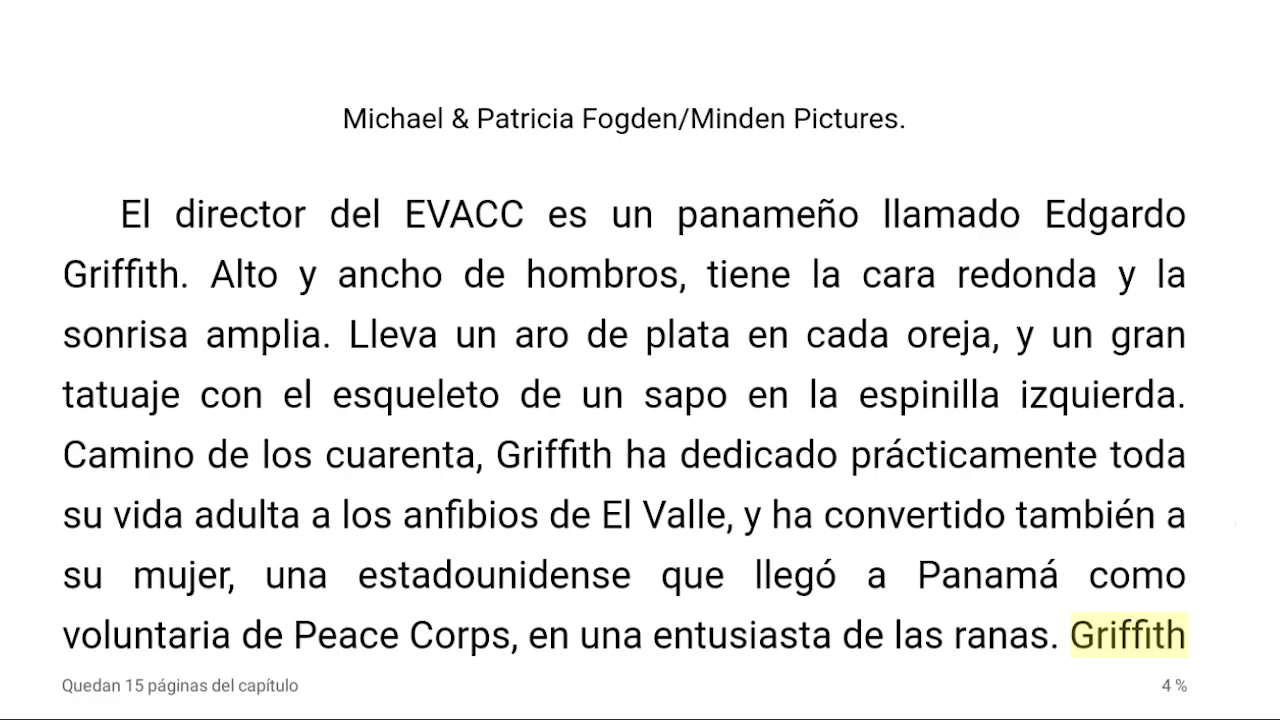 Michael & Patricia Fogden/Minden Pictures.
El director del EVACC es un panameño llamado Edgardo
Griffith. Alto y ancho de hombros, tiene la cara redonda y la
sonrisa amplia. Lleva un aro de plata en cada oreja, y un gran
tatuaje con el esqueleto de un sapo en la espinilla izquierda.
Camino de los cuarenta, Griffith ha dedicado prácticamente toda
su vida adulta a los anfibios de El Valle, y ha convertido también a
su mujer, una estadounidense que llegó a Panamá como
voluntaria de Peace Corps, en una entusiasta de las ranas. Griffith
Quedan 15 páginas del capítulo
4 %